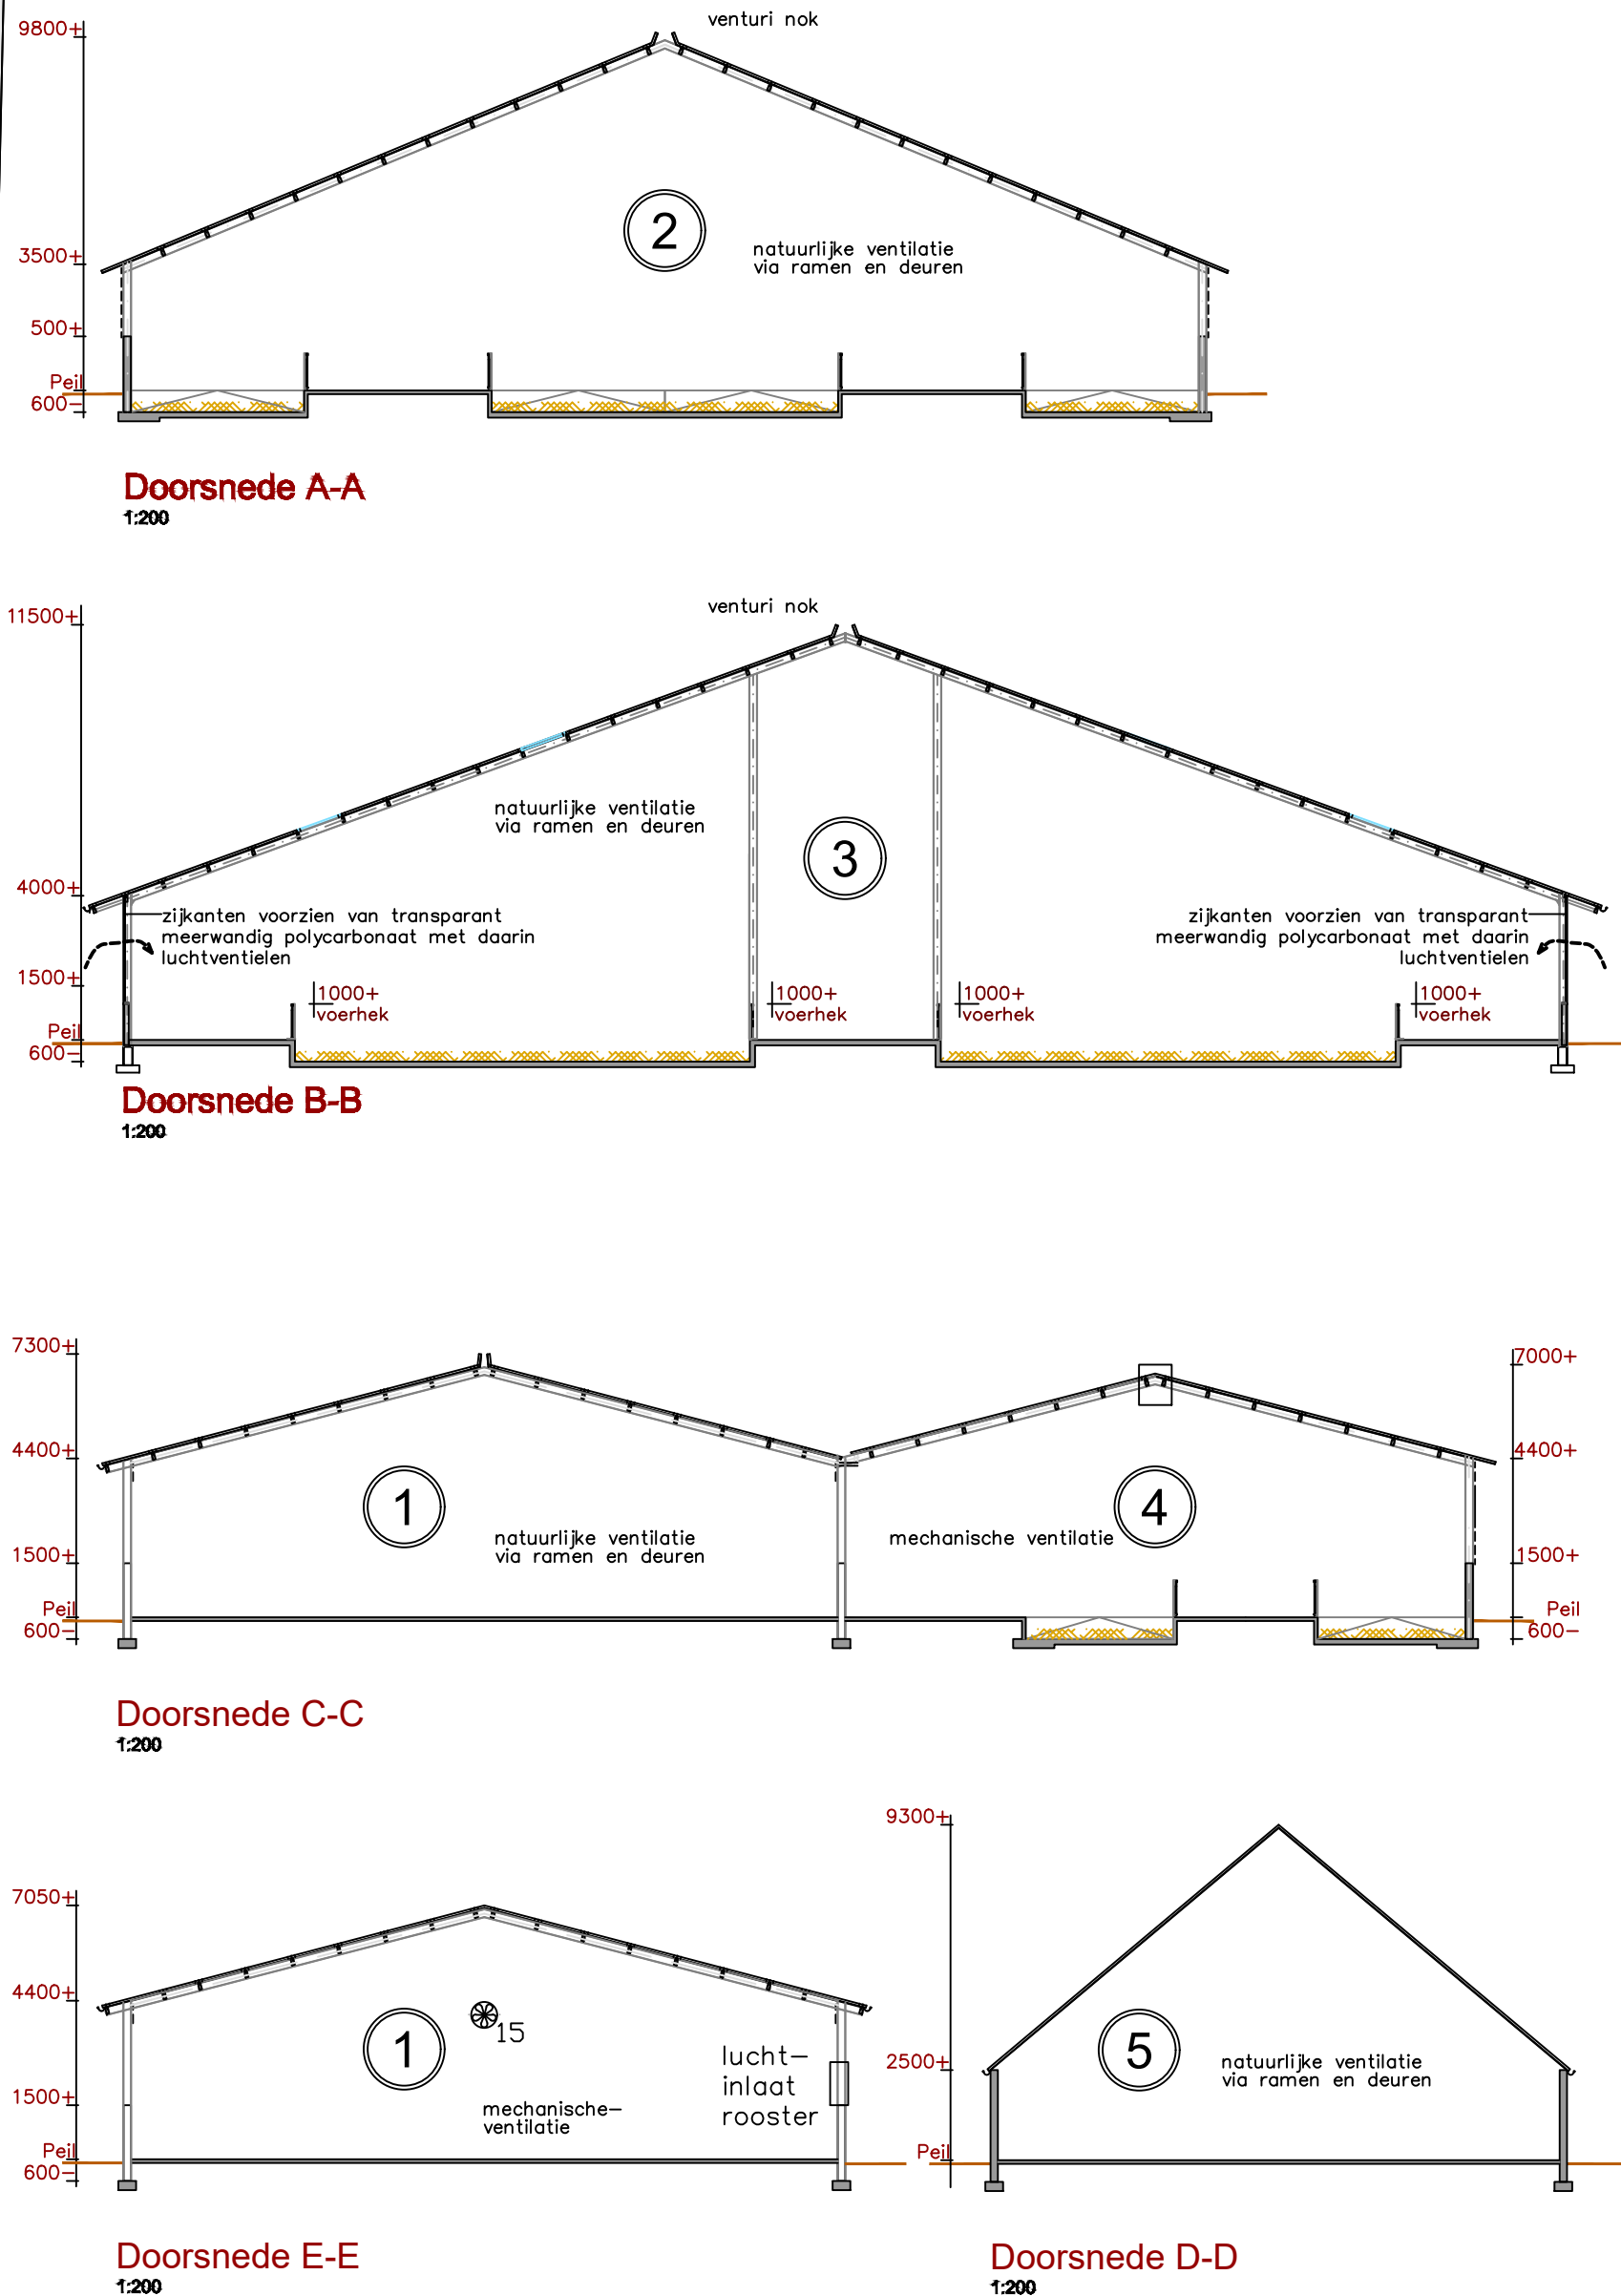 venturi nok
9800+
2
natuurlijke ventilatie
via ramen en deuren
3500+
500+
Peil
600-
Doorsnede A-A
1:200
venturi nok
11500+
natuurlijke ventilatie
via ramen en deuren
3
4000+
zijkanten voorzien van transparant
meerwandig polycarbonaat met daarin
luchtventielen
zijkanten voorzien van transparant
meerwandig polycarbonaat met daarin
luchtventielen
1500+
1000+
voerhek
1000+
voerhek
1000+
voerhek
1000+
voerhek
Peil
600-
Doorsnede B-B
1:200
7300+
7000+
4400+
4400+
1
4
natuurlijke ventilatie
via ramen en deuren
mechanische ventilatie
1500+
1500+
Peil
Peil
600-
600-
Doorsnede C-C
1:200
7050+
4400+
1
15
lucht-
inlaat
rooster
mechanische-
ventilatie
1500+
Peil
600-
Doorsnede E-E
1:200
9300+
2500+
5
natuurlijke ventilatie
via ramen en deuren
Peil
Doorsnede D-D
1:200